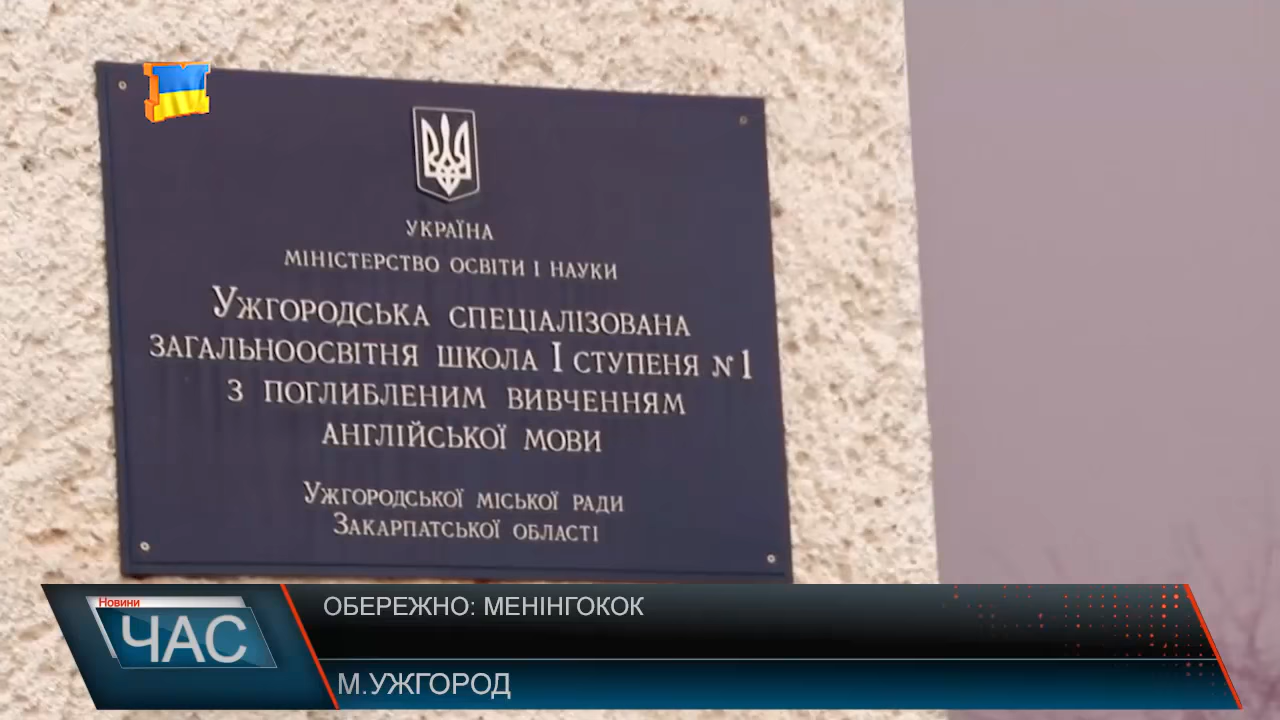 УКРАЇНА
МІНІСТЕРСТВО ОСВІТИ І НАУКИ
УЖГОРОДСЬКА СПЕЦІАЛІЗОВАНА
ЗАГАЛЬНООСВІТНЯ ШКОЛА І СТУПЕНЯ №1
З ПОГЛИБЛЕНИМ ВИВЧЕННЯМ
АНГЛІЙСЬКОЇ МОВИ
УЖГОРОДСЬКОЇ МІСЬКОЇ РАДИ
ЗАКАРПАТСЬКОЇ ОБЛАСТІ
Новини
ЧАС
ОБЕРЕЖНО: МЕНІНГОКОК
М.УЖГОРОД